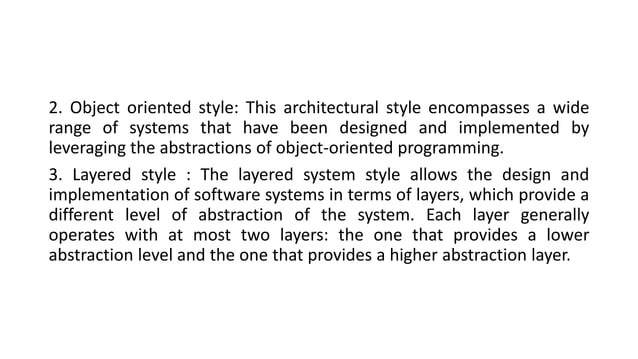 2. Object oriented style: This architectural style encompasses a wide
range of systems that have been designed and implemented by
leveraging the abstractions of object-oriented programming.
3. Layered style : The layered system style allows the design and
implementation of software systems in terms of layers, which provide a
different level of abstraction of the system. Each layer generally
operates with at most two layers: the one that provides a lower
abstraction level and the one that provides a higher abstraction layer.